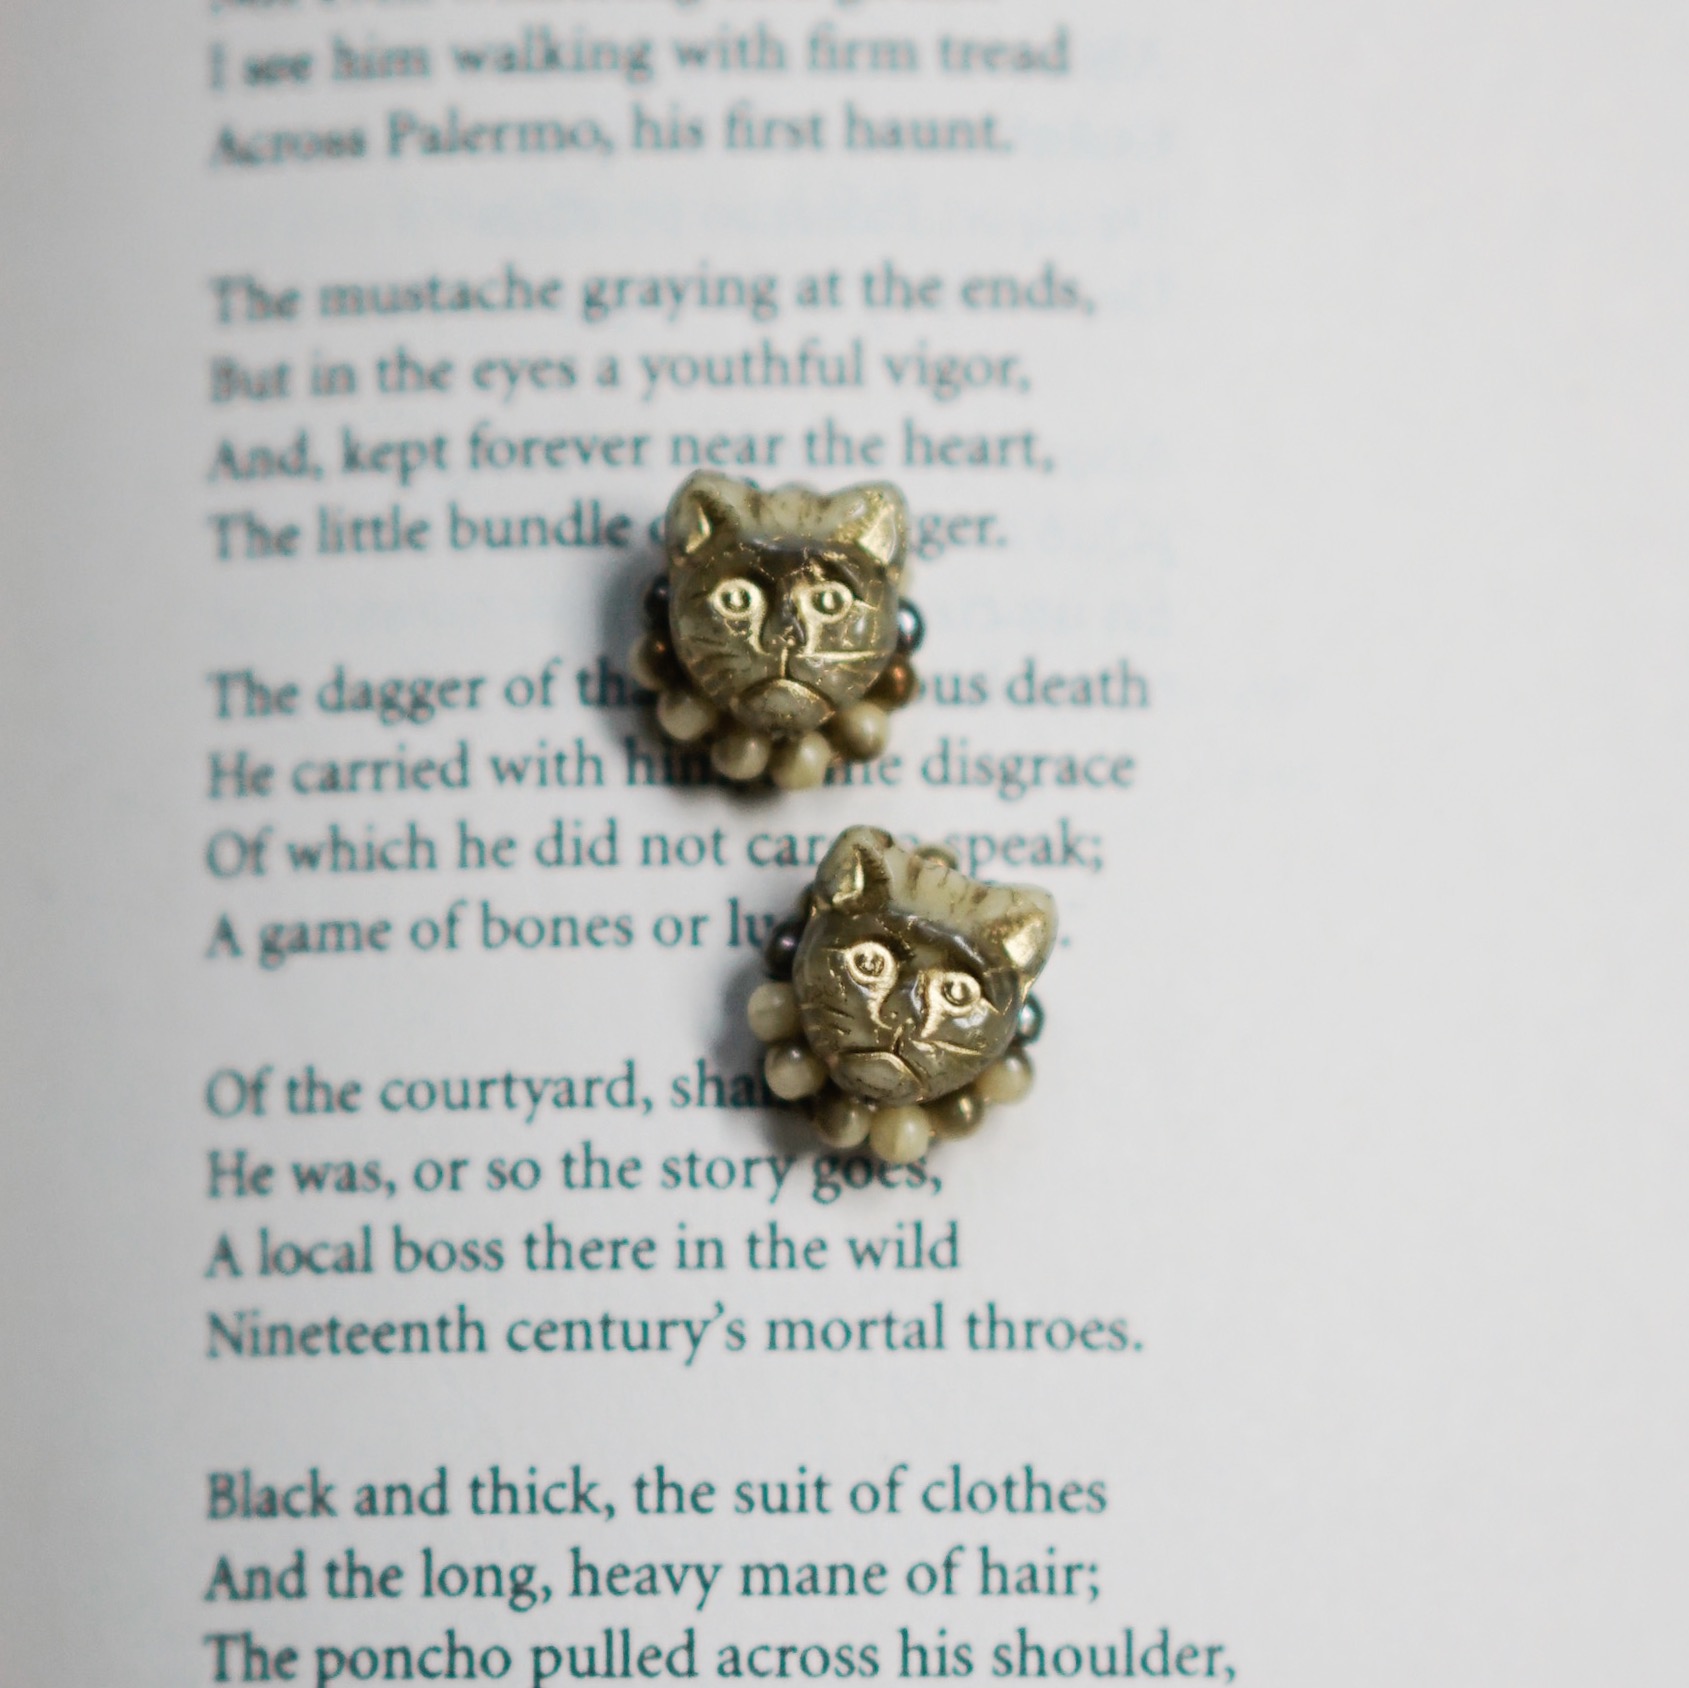 I see him walking with firm tread
Across Palermo, his first haunt.
The mustache graying at the ends,
But in the eyes a youthful vigor,
And, kept forever near the heart,
The little bundle
The dagger of death
He carried with disgrace
Of which he did not speak;
A game of bones or
Of the courtyard,
He was, or so the story goes,
A local boss there in the wild
Nineteenth century's mortal throes.
Black and thick, the suit of clothes
And the long, heavy mane of hair;
The poncho pulled across his shoulder,